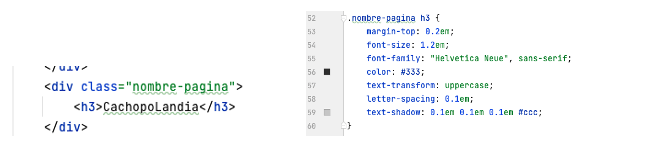 </div>
<div class="nombre-pagina">
<h3>CachopoLandia</h3>
</div>
52 .nombre-pagina h3 {
53 margin-top: 0.2em;
54 font-size: 1.2em;
55 font-family: "Helvetica Neue", sans-serif;
56 color: #333;
57 text-transform: uppercase;
58 letter-spacing: 0.1em;
59 text-shadow: 0.1em 0.1em 0.1em #ccc;
60 }